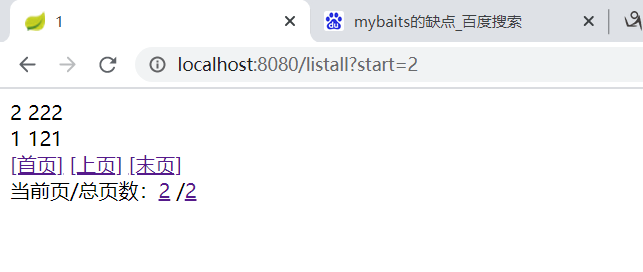 1
mybaits的缺点_百度搜索
localhost:8080/listall?start=2
2 222
1 121
[首页] [上页] [末页]
当前页/总页数：2 /2